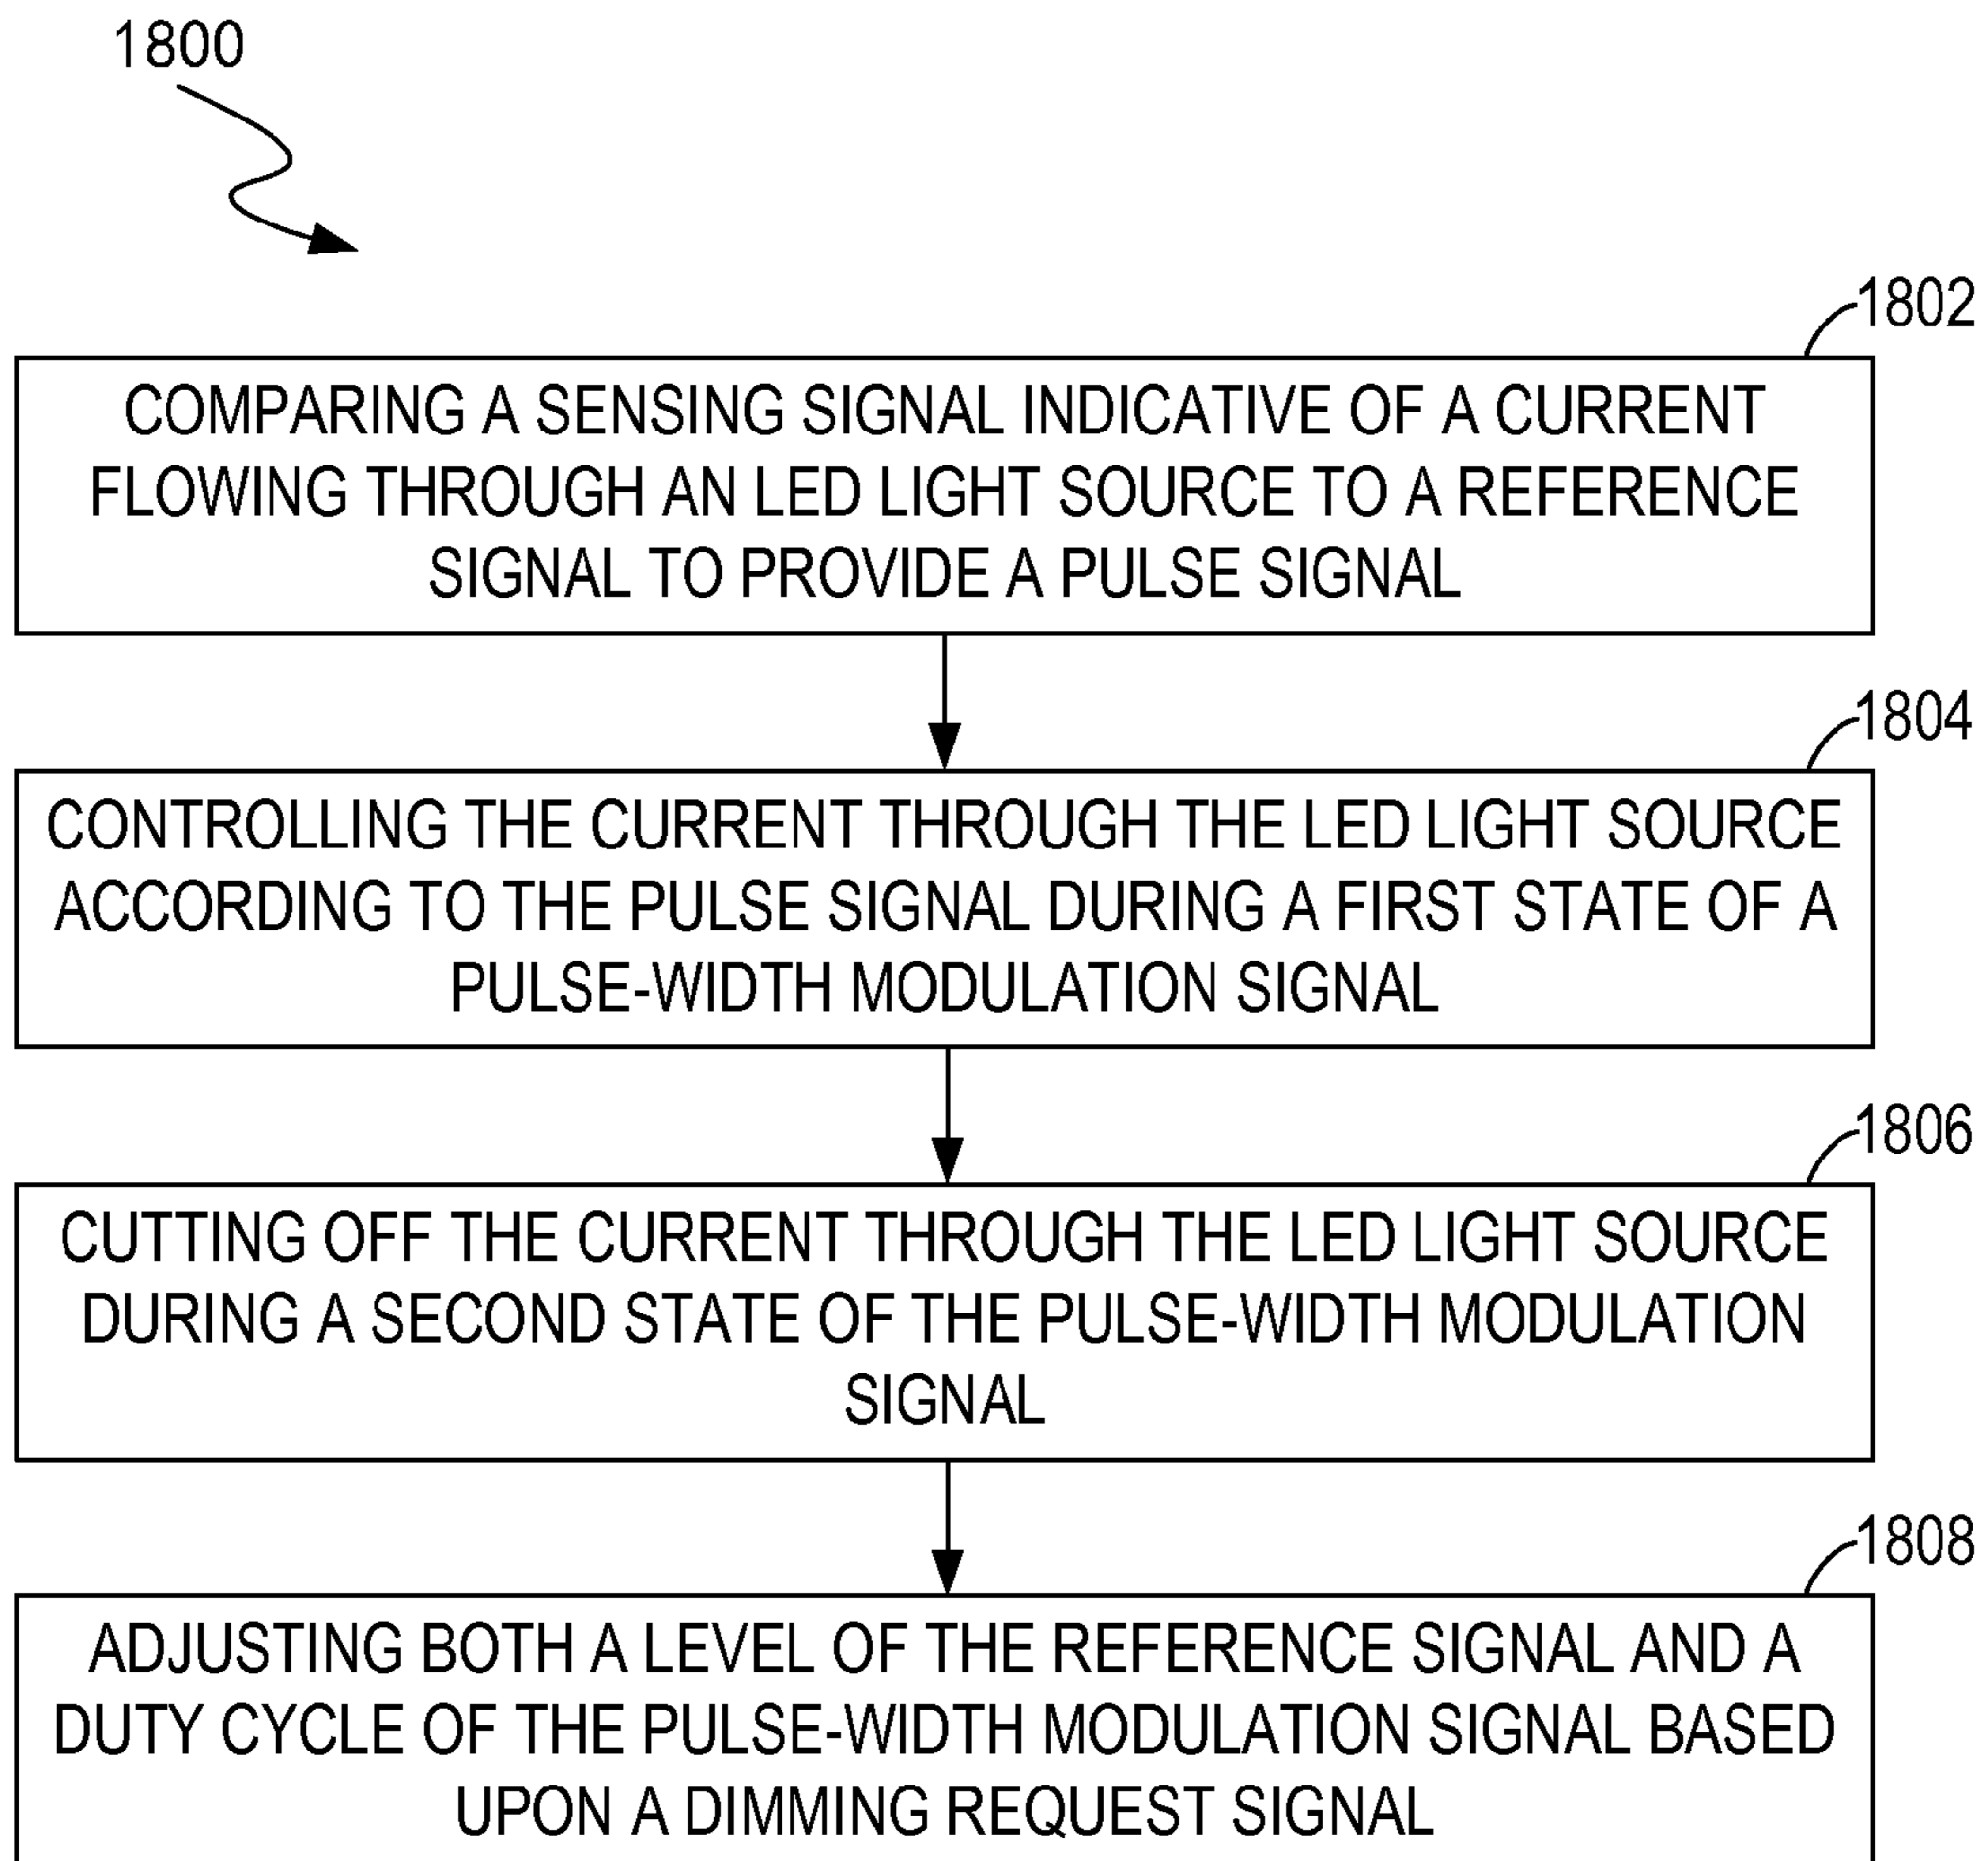 1800
1802
COMPARING A SENSING SIGNAL INDICATIVE OF A CURRENT
FLOWING THROUGH AN LED LIGHT SOURCE TO A REFERENCE
SIGNAL TO PROVIDE A PULSE SIGNAL
1804
CONTROLLING THE CURRENT THROUGH THE LED LIGHT SOURCE
ACCORDING TO THE PULSE SIGNAL DURING A FIRST STATE OF A
PULSE-WIDTH MODULATION SIGNAL
1806
CUTTING OFF THE CURRENT THROUGH THE LED LIGHT SOURCE
DURING A SECOND STATE OF THE PULSE-WIDTH MODULATION
SIGNAL
1808
ADJUSTING BOTH A LEVEL OF THE REFERENCE SIGNAL AND A
DUTY CYCLE OF THE PULSE-WIDTH MODULATION SIGNAL BASED
UPON A DIMMING REQUEST SIGNAL